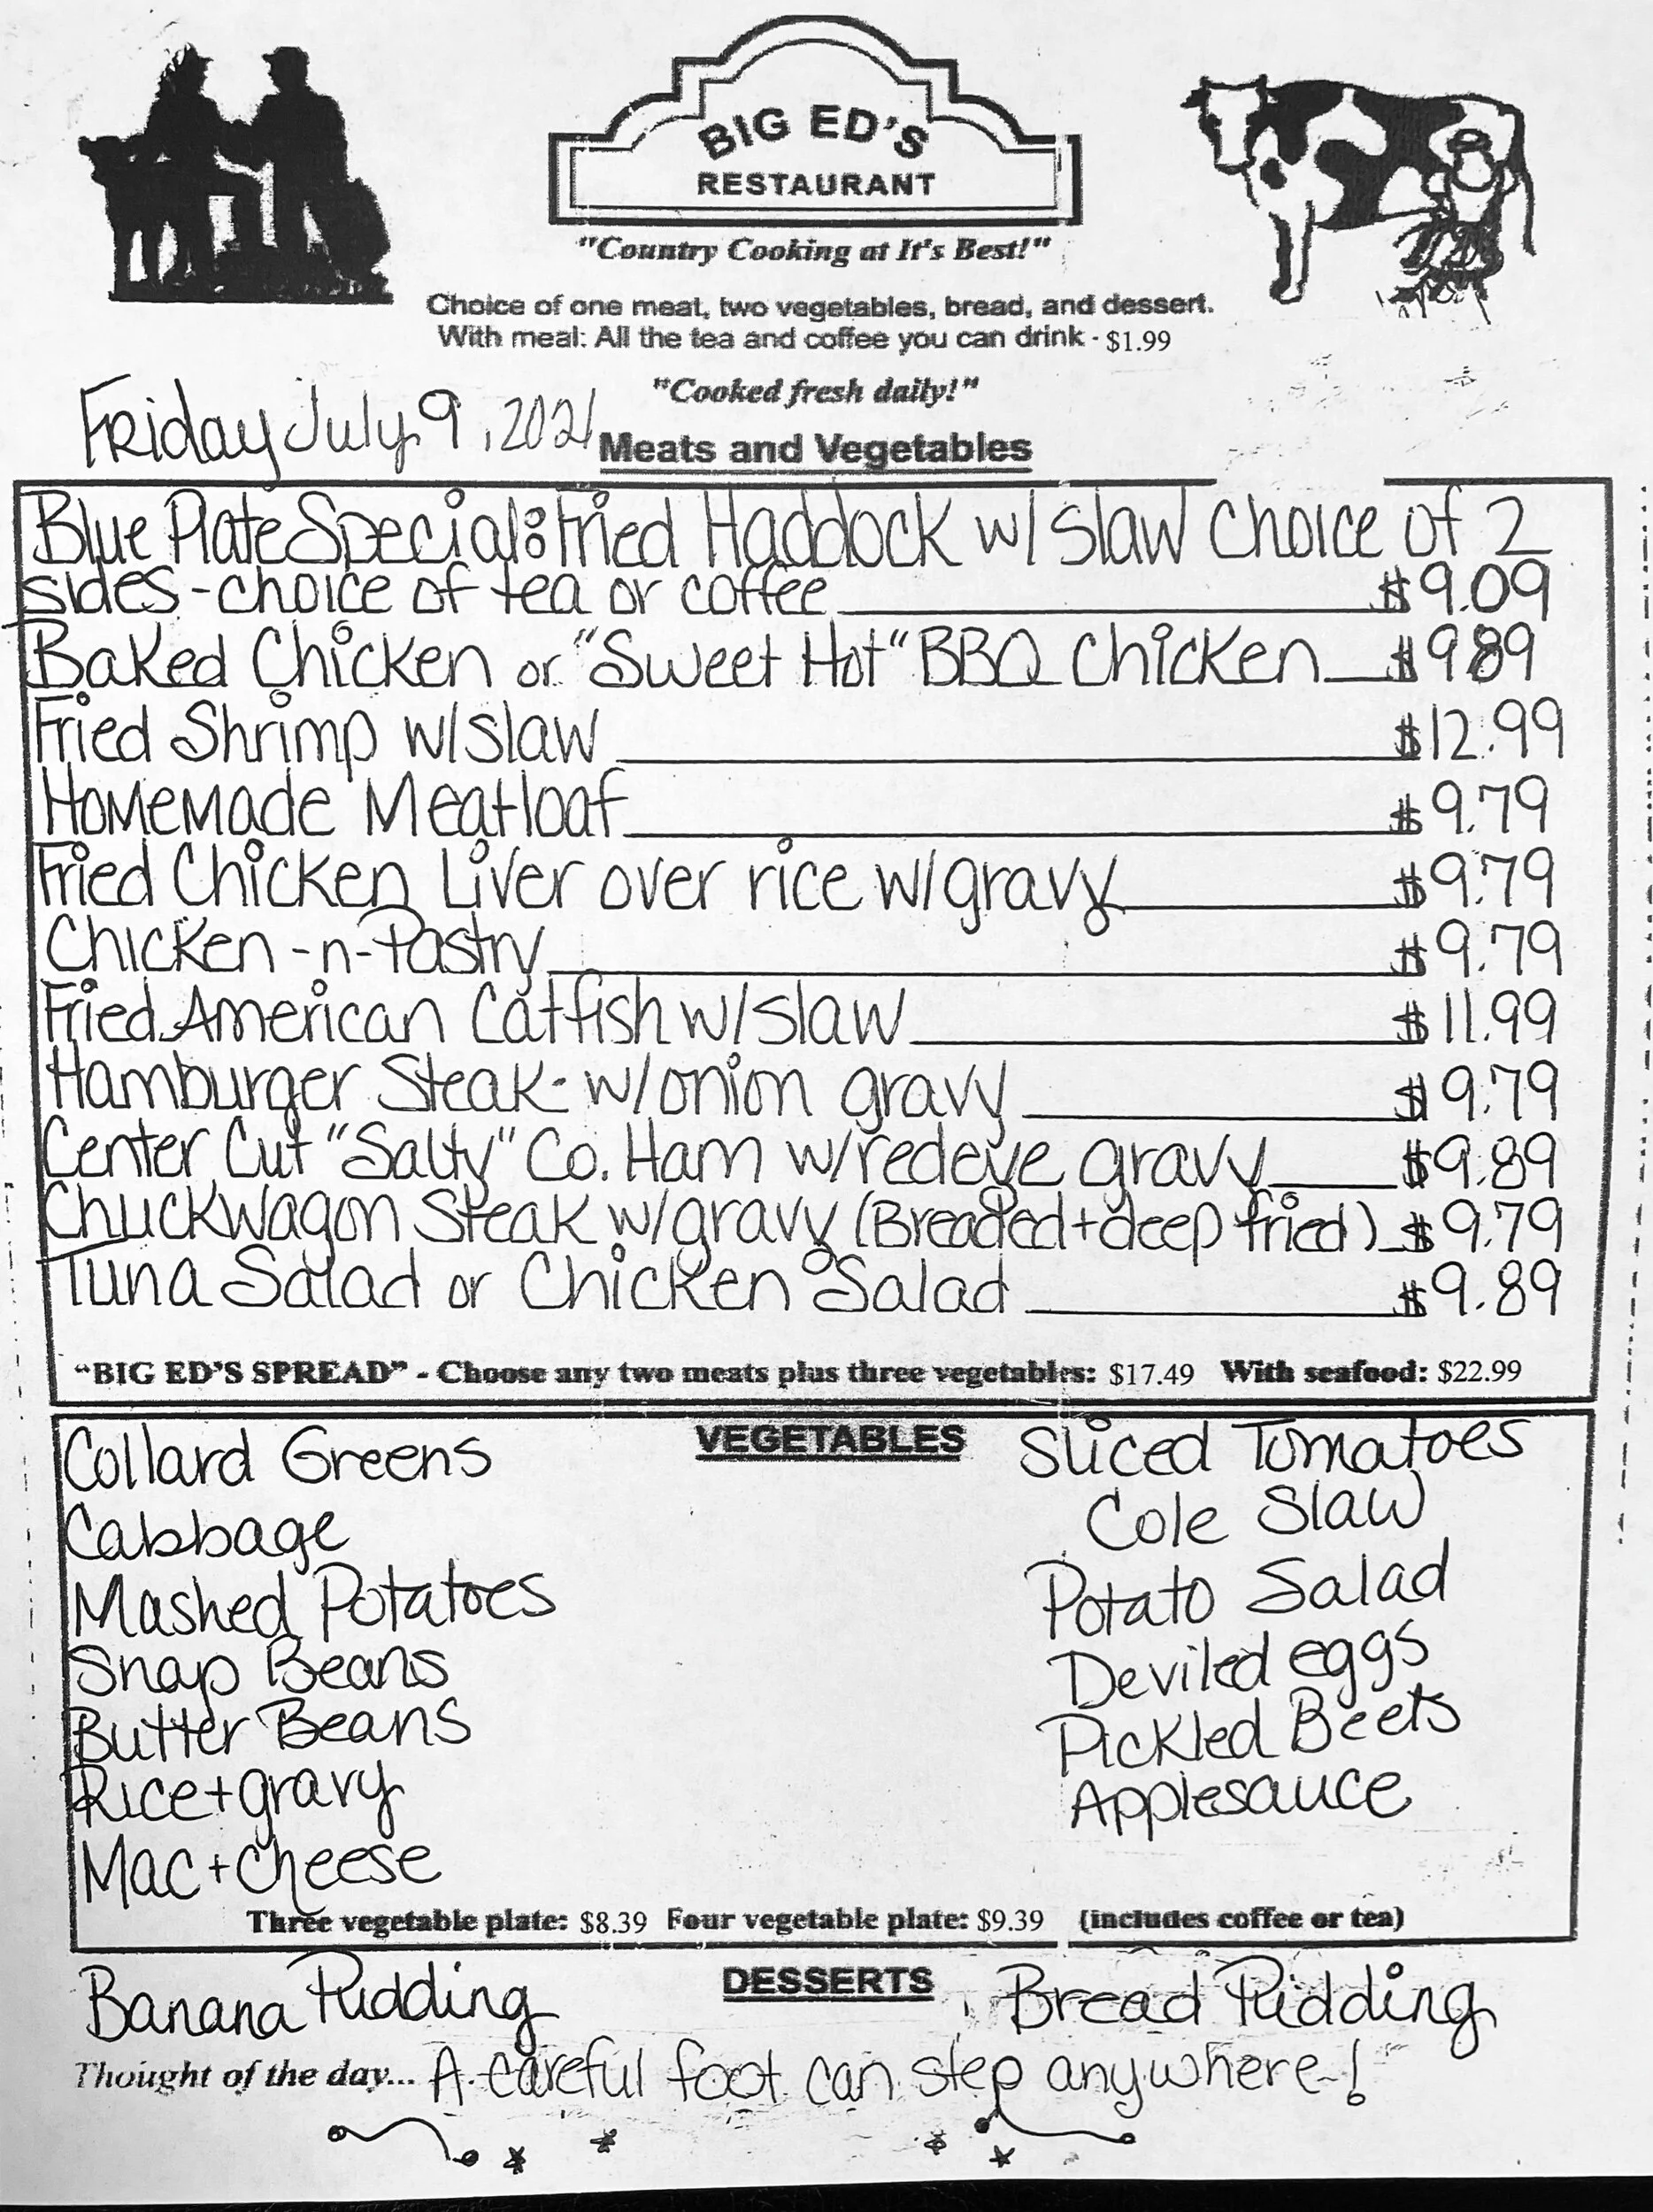 BIG ED'S
RESTAURANT
"Country Cooking at It's Best!"
Choice of one meat, two vegetables, bread, and dessert.
With meal: All the tea and coffee you can drink - $1.99
"Cooked fresh daily!"
Friday July 9, 2021
Meats and Vegetables
Blue Plate Special: Fried Haddock w/slaw choice of 2
sides - choice of tea or coffee $9.09
Baked Chicken or "Sweet Hot" BBQ Chicken $9.89
Fried Shrimp w/slaw $12.99
Homemade Meatloaf $9.79
Fried Chicken Liver over rice w/gravy $9.79
Chicken-n-Pastry $9.79
Fried American Catfish w/slaw $11.99
Hamburger Steak - w/onion gravy $9.79
Center Cut "Salty" Co. Ham w/redeye gravy $9.89
Chuckwagon Steak w/gravy (Breaded + deep fried) $9.79
Tuna Salad or Chicken Salad $9.89
"BIG ED'S SPREAD" - Choose any two meats plus three vegetables: $17.49 With seafood: $22.99
VEGETABLES
Collard Greens
Cabbage
Mashed Potatoes
Snap Beans
Butter Beans
Rice + gravy
Mac + cheese
Sliced Tomatoes
Cole Slaw
Potato Salad
Deviled eggs
Pickled Beets
Applesauce
Three vegetable plate: $8.39 Four vegetable plate: $9.39 (includes coffee or tea)
DESSERTS
Banana Pudding
Bread Pudding
Thought of the day... A careful foot can step anywhere!